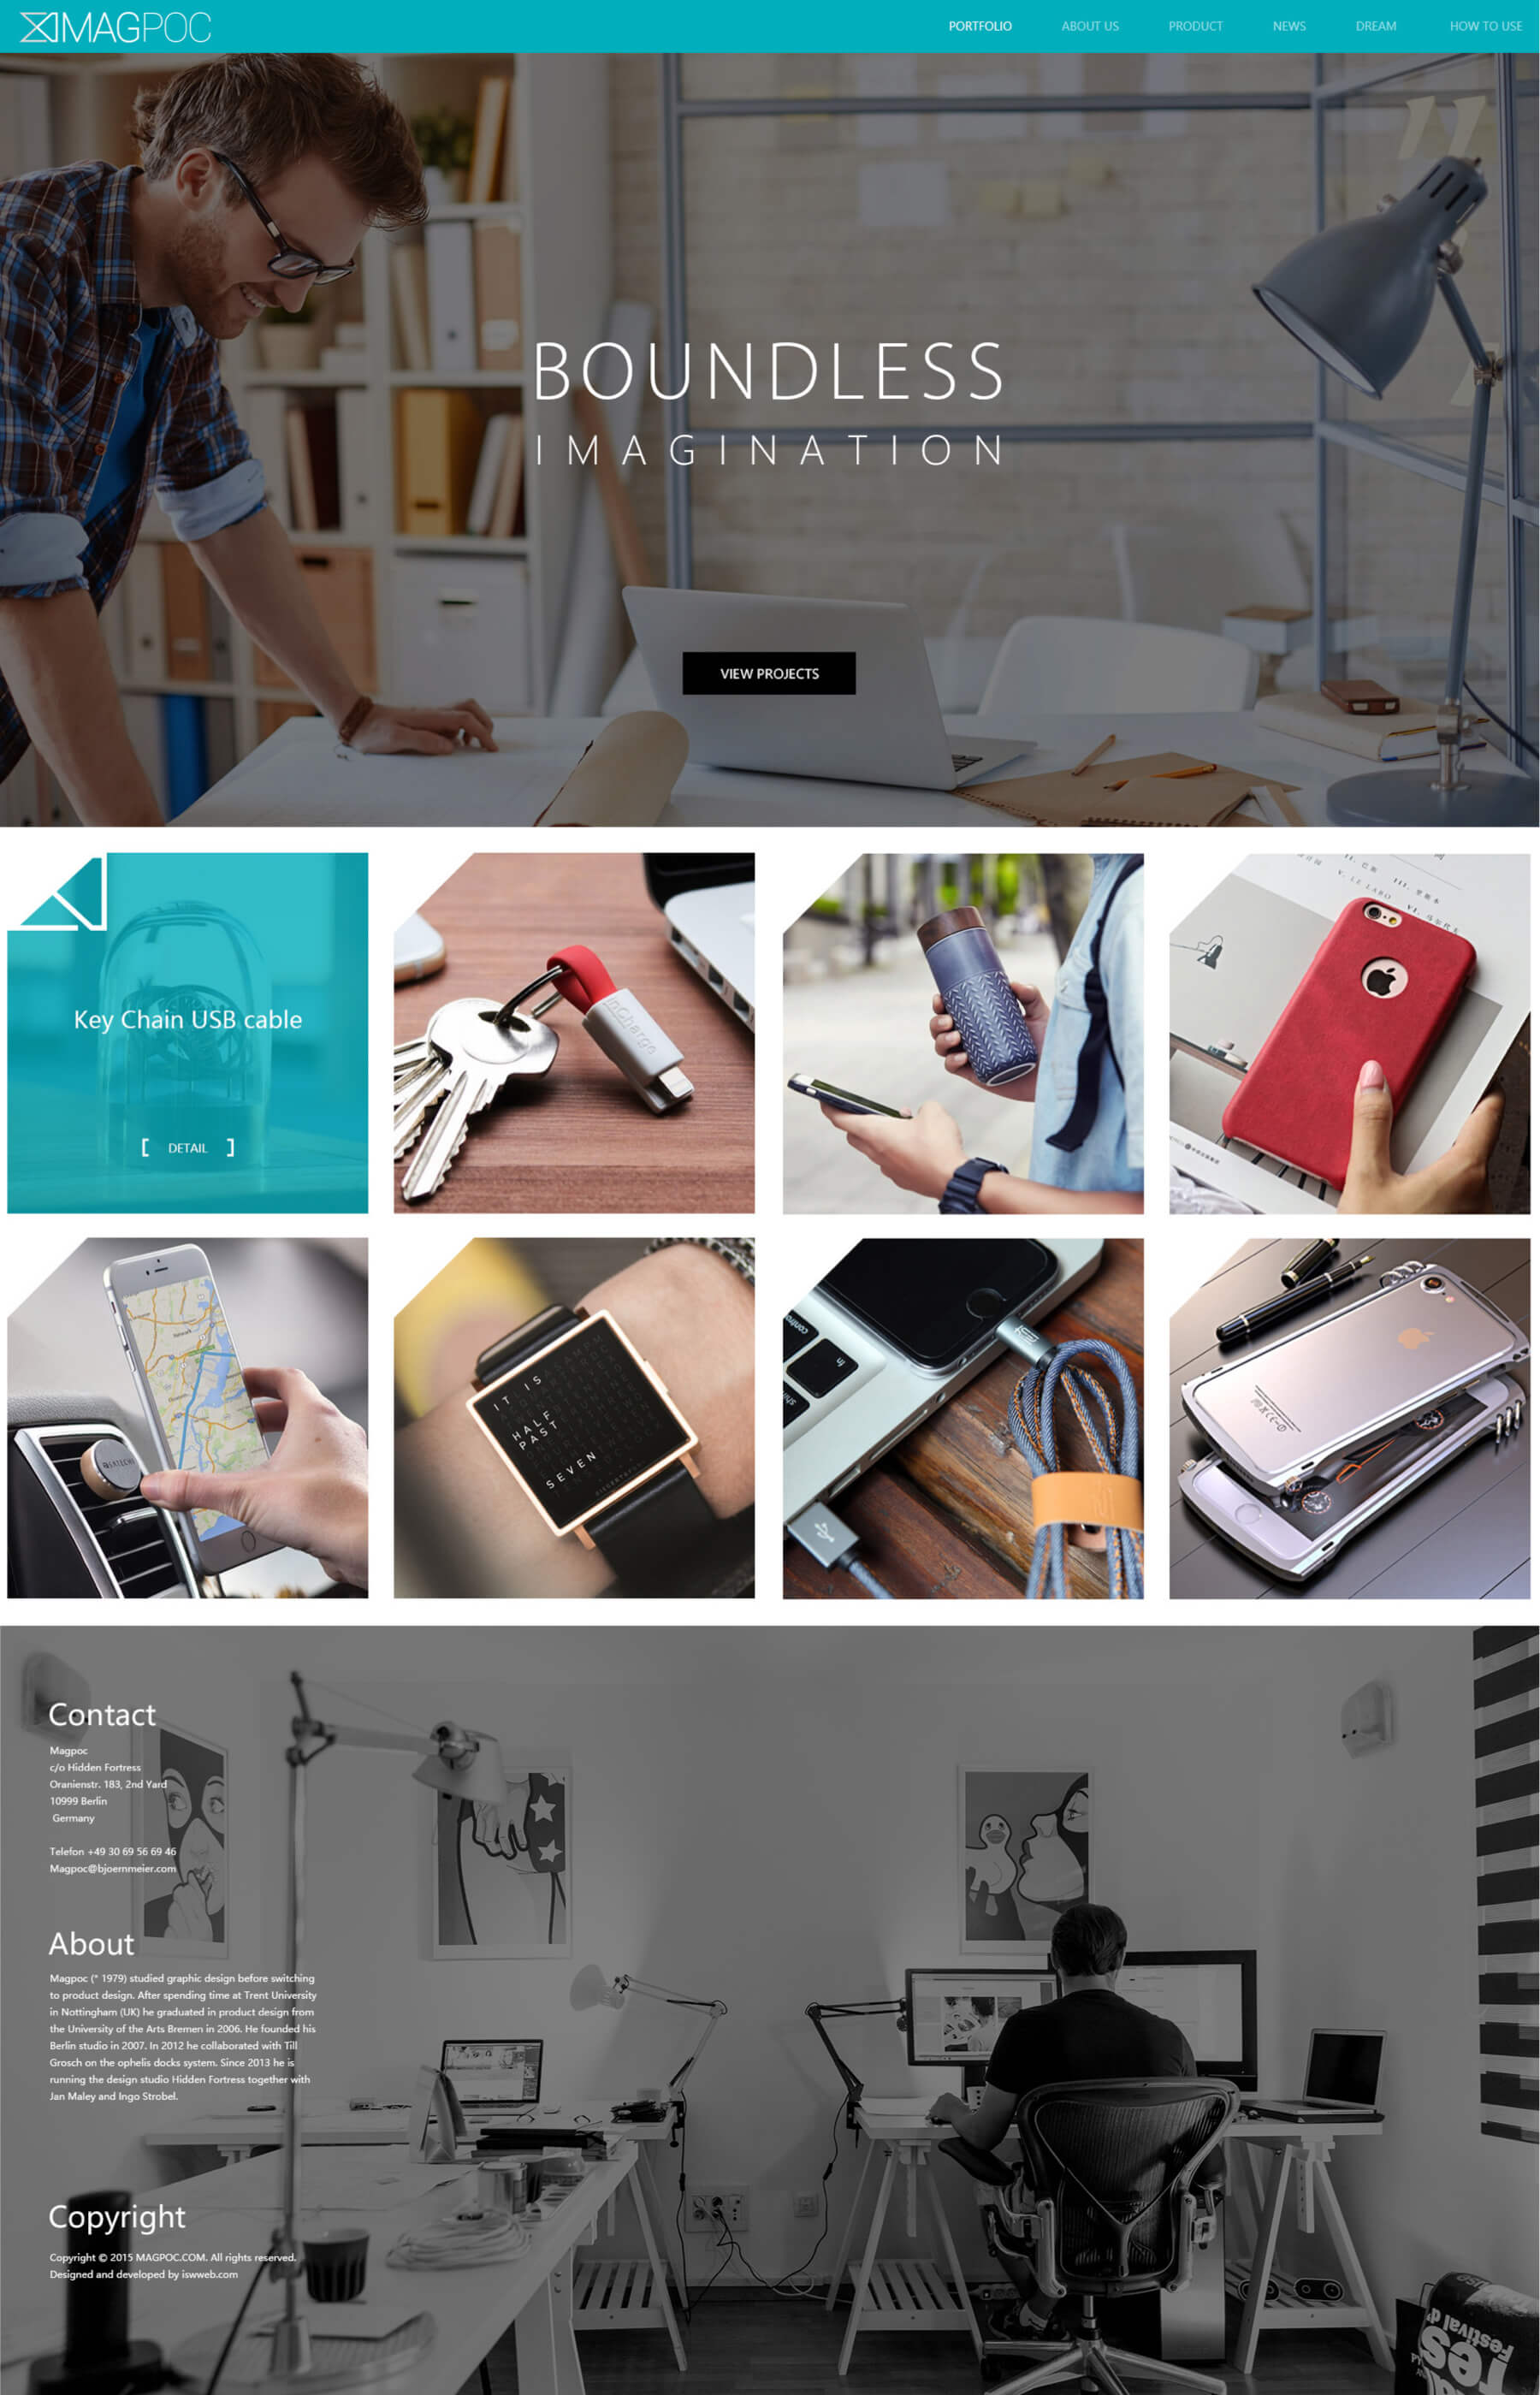 MAGPOC
PORTFOLIO
ABOUT US
PRODUCT
NEWS
DREAM
HOW TO USE
BOUNDLESS
IMAGINATION
VIEW PROJECTS
Key Chain USB cable
[ DETAIL ]
inCharge
IT IS
HALF
PAST
SEVEN
control
fn
Contact
Magpoc
c/o Hidden Fortress
Oranienstr. 183, 2nd Yard
10999 Berlin
Germany
Telefon +49 30 69 56 69 46
Magpoc@bjoernmeier.com
About
Magpoc (* 1979) studied graphic design before switching
to product design. After spending time at Trent University
in Nottingham (UK) he graduated in product design from
the University of the Arts Bremen in 2006. He founded his
Berlin studio in 2007. In 2012 he collaborated with Till
Grosch on the ophelis docks system. Since 2013 he is
running the design studio Hidden Fortress together with
Jan Maley and Ingo Strobel.
Copyright
Copyright © 2015 MAGPOC.COM. All rights reserved.
Designed and developed by iswweb.com
Festival d'